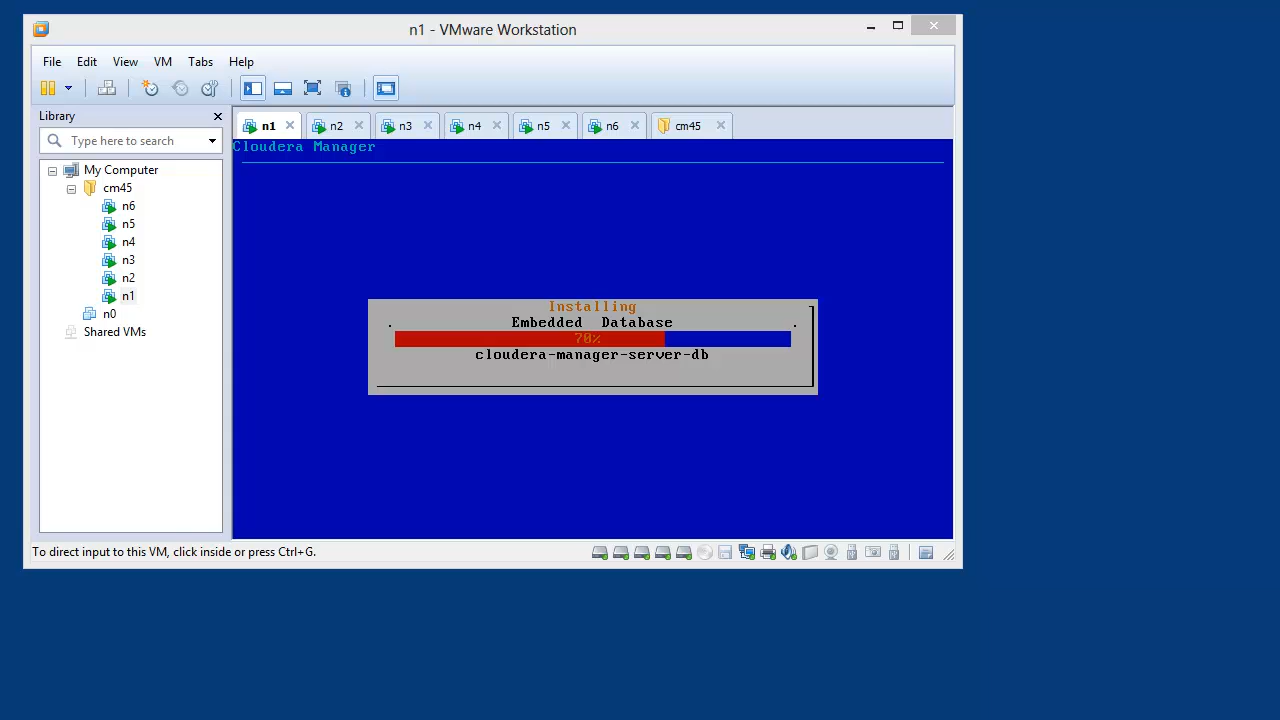 n1 - VMware Workstation
File Edit View VM Tabs Help
Library
Type here to search
My Computer
cm45
n6
n5
n4
n3
n2
n1
n0
Shared VMs
n1 n2 n3 n4 n5 n6 cm45
Cloudera Manager
Installing
. Embedded Database .
70%
cloudera-manager-server-db
To direct input to this VM, click inside or press Ctrl+G.